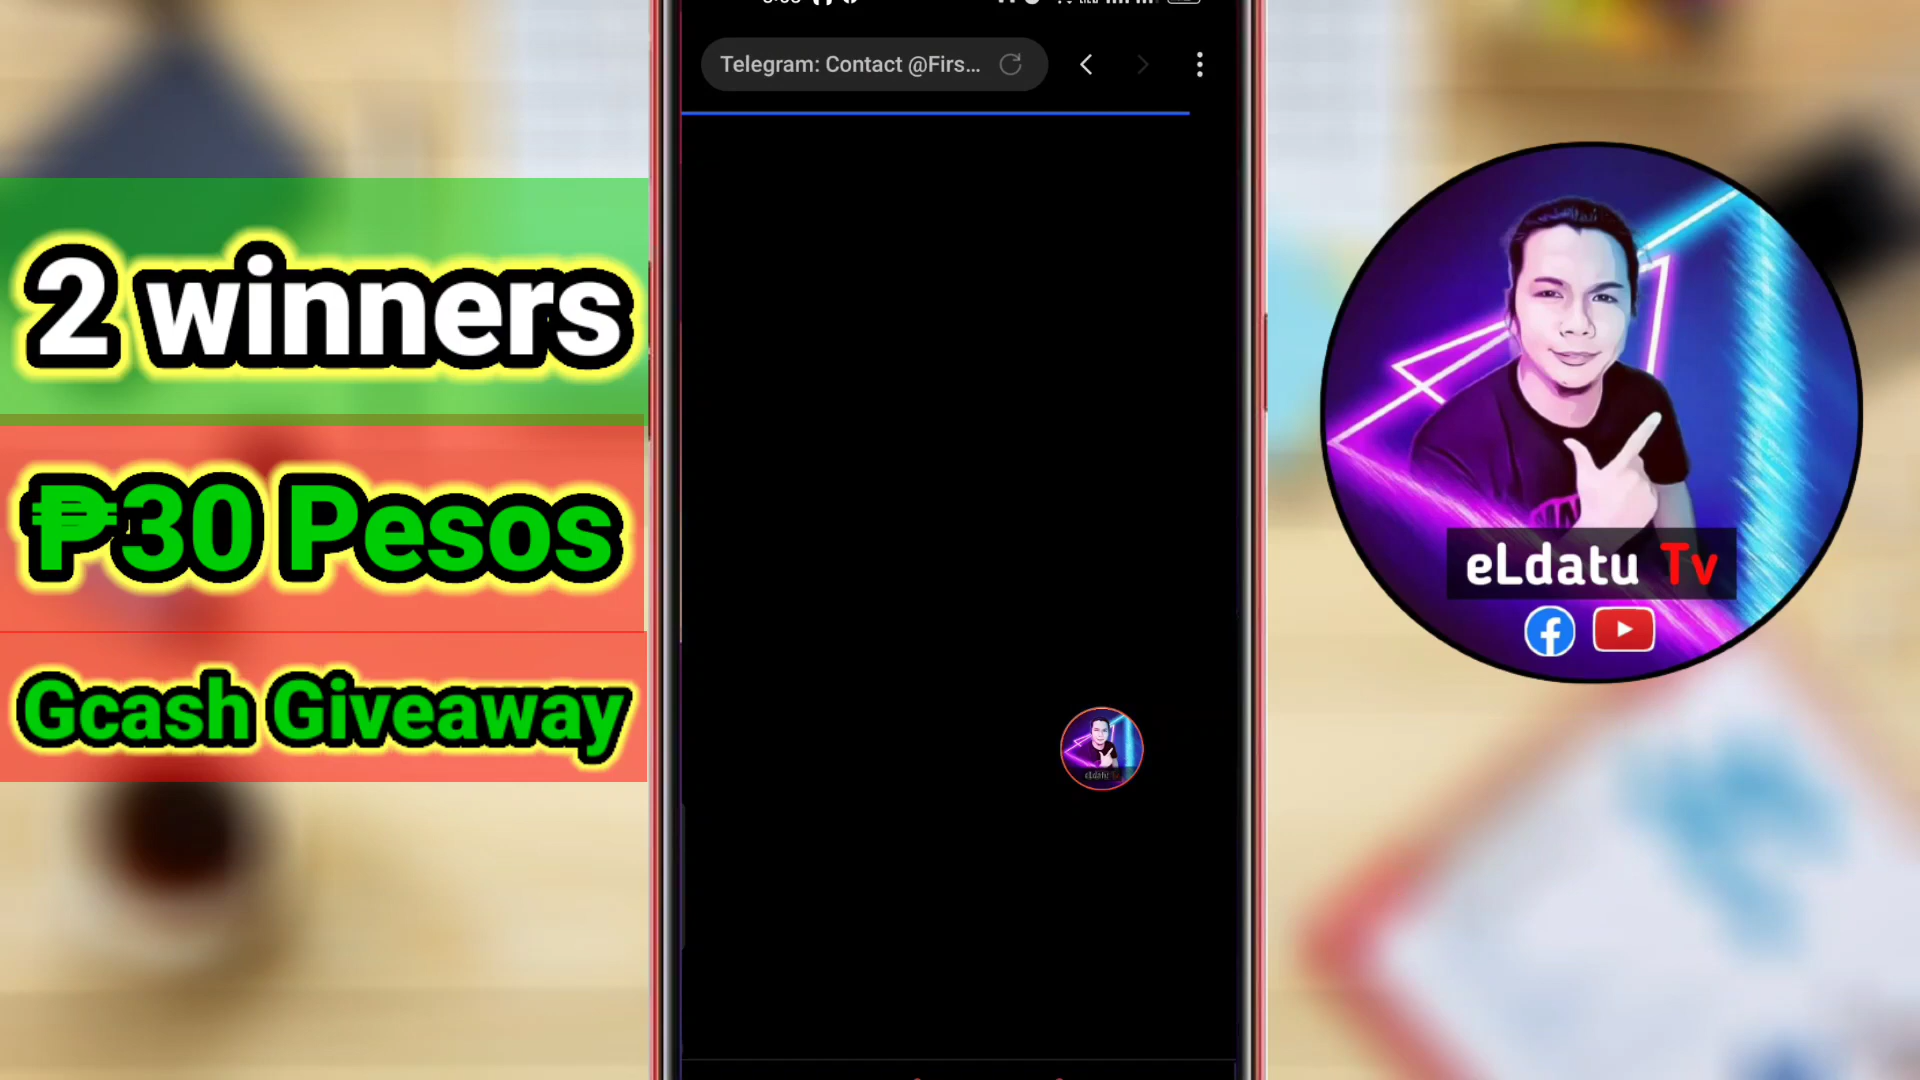 Telegram: Contact @Firs...
2 winners
₱30 Pesos
Gcash Giveaway
eLdatu Tv